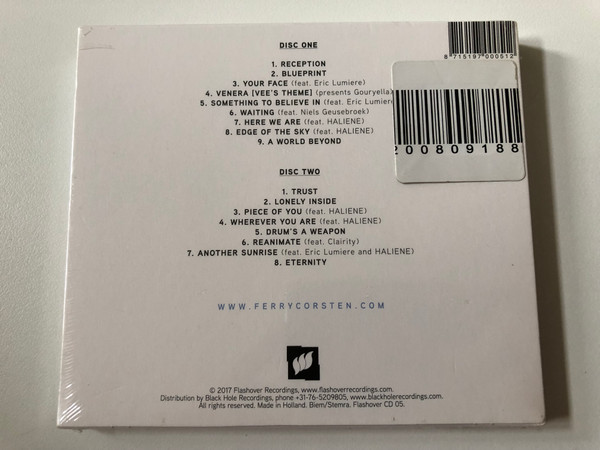 DISC ONE
1. RECEPTION
2. BLUEPRINT
3. YOUR FACE (feat. Eric Lumiere)
4. VENERA [VEE'S THEME] (presents Gouryella)
5. SOMETHING TO BELIEVE IN (feat. Eric Lumiere
6. WAITING (feat. Niels Geusebroek)
7. HERE WE ARE (feat. HALIENE)
8. EDGE OF THE SKY (feat. HALIENE)
9. A WORLD BEYOND
8 715197 000512
200809188
DISC TWO
1. TRUST
2. LONELY INSIDE
3. PIECE OF YOU (feat. HALIENE)
4. WHEREVER YOU ARE (feat. HALIENE)
5. DRUM'S A WEAPON
6. REANIMATE (feat. Clairity)
7. ANOTHER SUNRISE (feat. Eric Lumiere and HALIENE)
8. ETERNITY
WWW.FERRYCORSTEN.COM
© 2017 Flashover Recordings, www.flashoverrecordings.com.
Distribution by Black Hole Recordings, phone +31-76-5209805, www.blackholerecordings.com.
All rights reserved. Made in Holland. Biem/Stemra. Flashover CD 05.